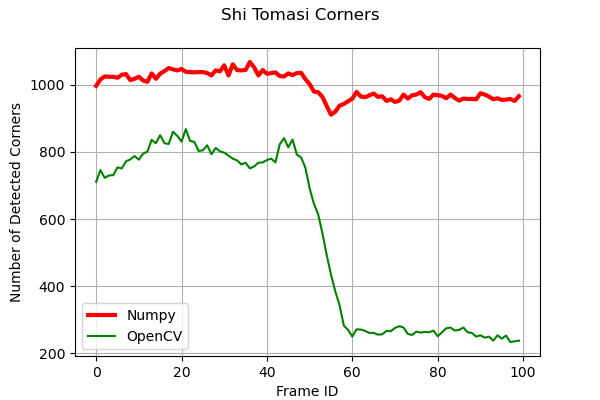 Shi Tomasi Corners
Number of Detected Corners
1000
800
600
400
200
Numpy
OpenCV
0 20 40 60 80 100
Frame ID